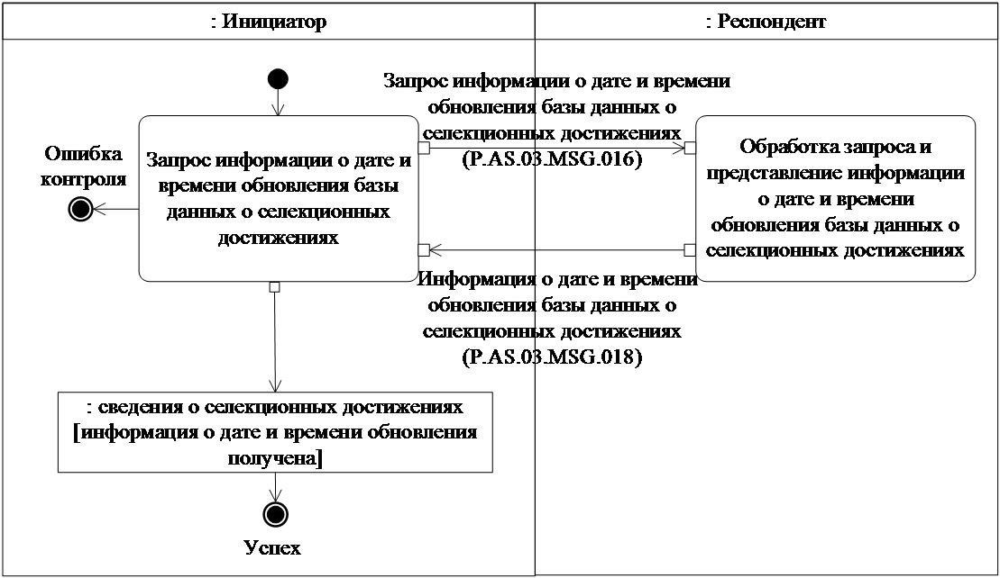 : Инициатор
: Респондент
Запрос информации о дате и времени
обновления базы данных о
селекционных достижениях
(P.AS.03.MSG.016)
Ошибка
контроля
Запрос информации о дате и
времени обновления базы
данных о селекционных
достижениях
Обработка запроса и
представление информации
о дате и времени
обновления базы данных о
селекционных достижениях
Информация о дате и времени
обновления базы данных о
селекционных достижениях
(P.AS.03.MSG.018)
: сведения о селекционных достижениях
[информация о дате и времени обновления
получена]
Успех